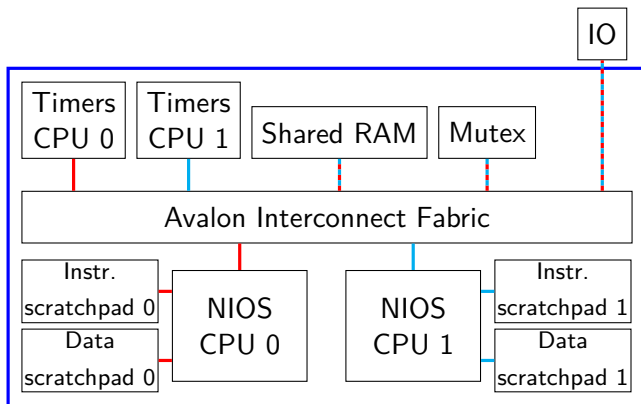 IO
Timers
CPU 0
Timers
CPU 1
Shared RAM
Mutex
Avalon Interconnect Fabric
Instr.
scratchpad 0
Data
scratchpad 0
NIOS
CPU 0
NIOS
CPU 1
Instr.
scratchpad 1
Data
scratchpad 1